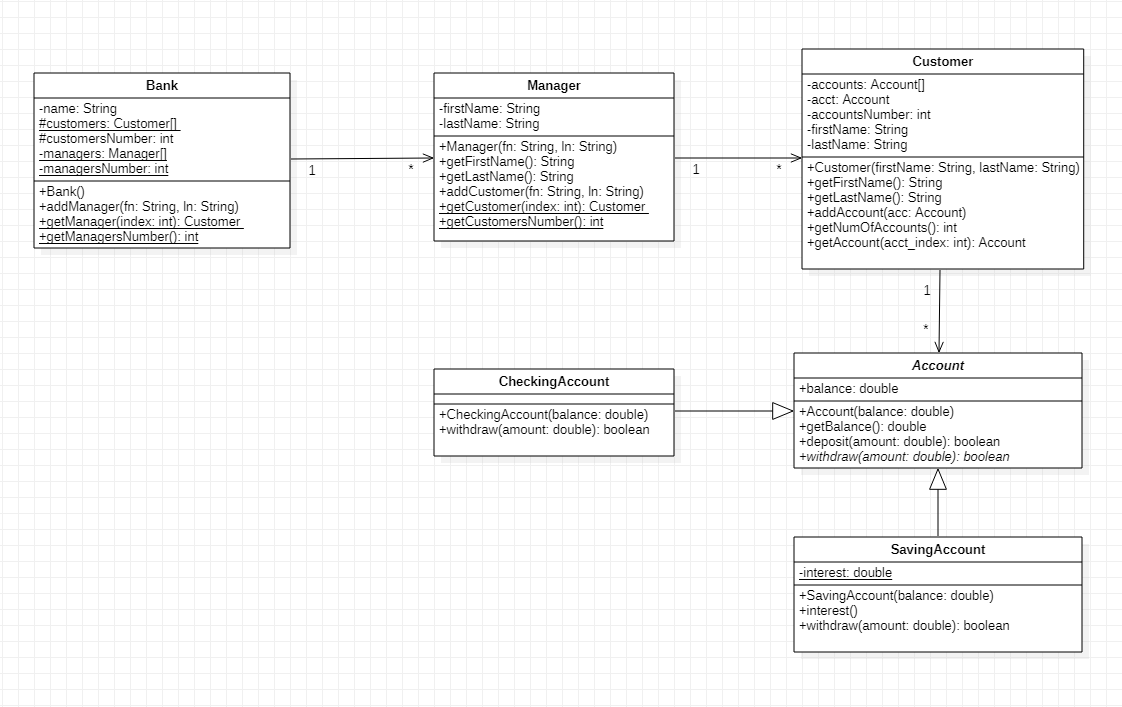 Bank
-name: String
#customers: Customer[]
#customersNumber: int
-managers: Manager[]
-managersNumber: int
+Bank()
+addManager(fn: String, ln: String)
+getManager(index: int): Customer
+getManagersNumber(): int
1
*
Manager
-firstName: String
-lastName: String
+Manager(fn: String, ln: String)
+getFirstName(): String
+getLastName(): String
+addCustomer(fn: String, ln: String)
+getCustomer(index: int): Customer
+getCustomersNumber(): int
1
*
Customer
-accounts: Account[]
-acct: Account
-accountsNumber: int
-firstName: String
-lastName: String
+Customer(firstName: String, lastName: String)
+getFirstName(): String
+getLastName(): String
+addAccount(acc: Account)
+getNumOfAccounts(): int
+getAccount(acct_index: int): Account
1
*
CheckingAccount
+CheckingAccount(balance: double)
+withdraw(amount: double): boolean
Account
+balance: double
+Account(balance: double)
+getBalance(): double
+deposit(amount: double): boolean
+withdraw(amount: double): boolean
SavingAccount
-interest: double
+SavingAccount(balance: double)
+interest()
+withdraw(amount: double): boolean